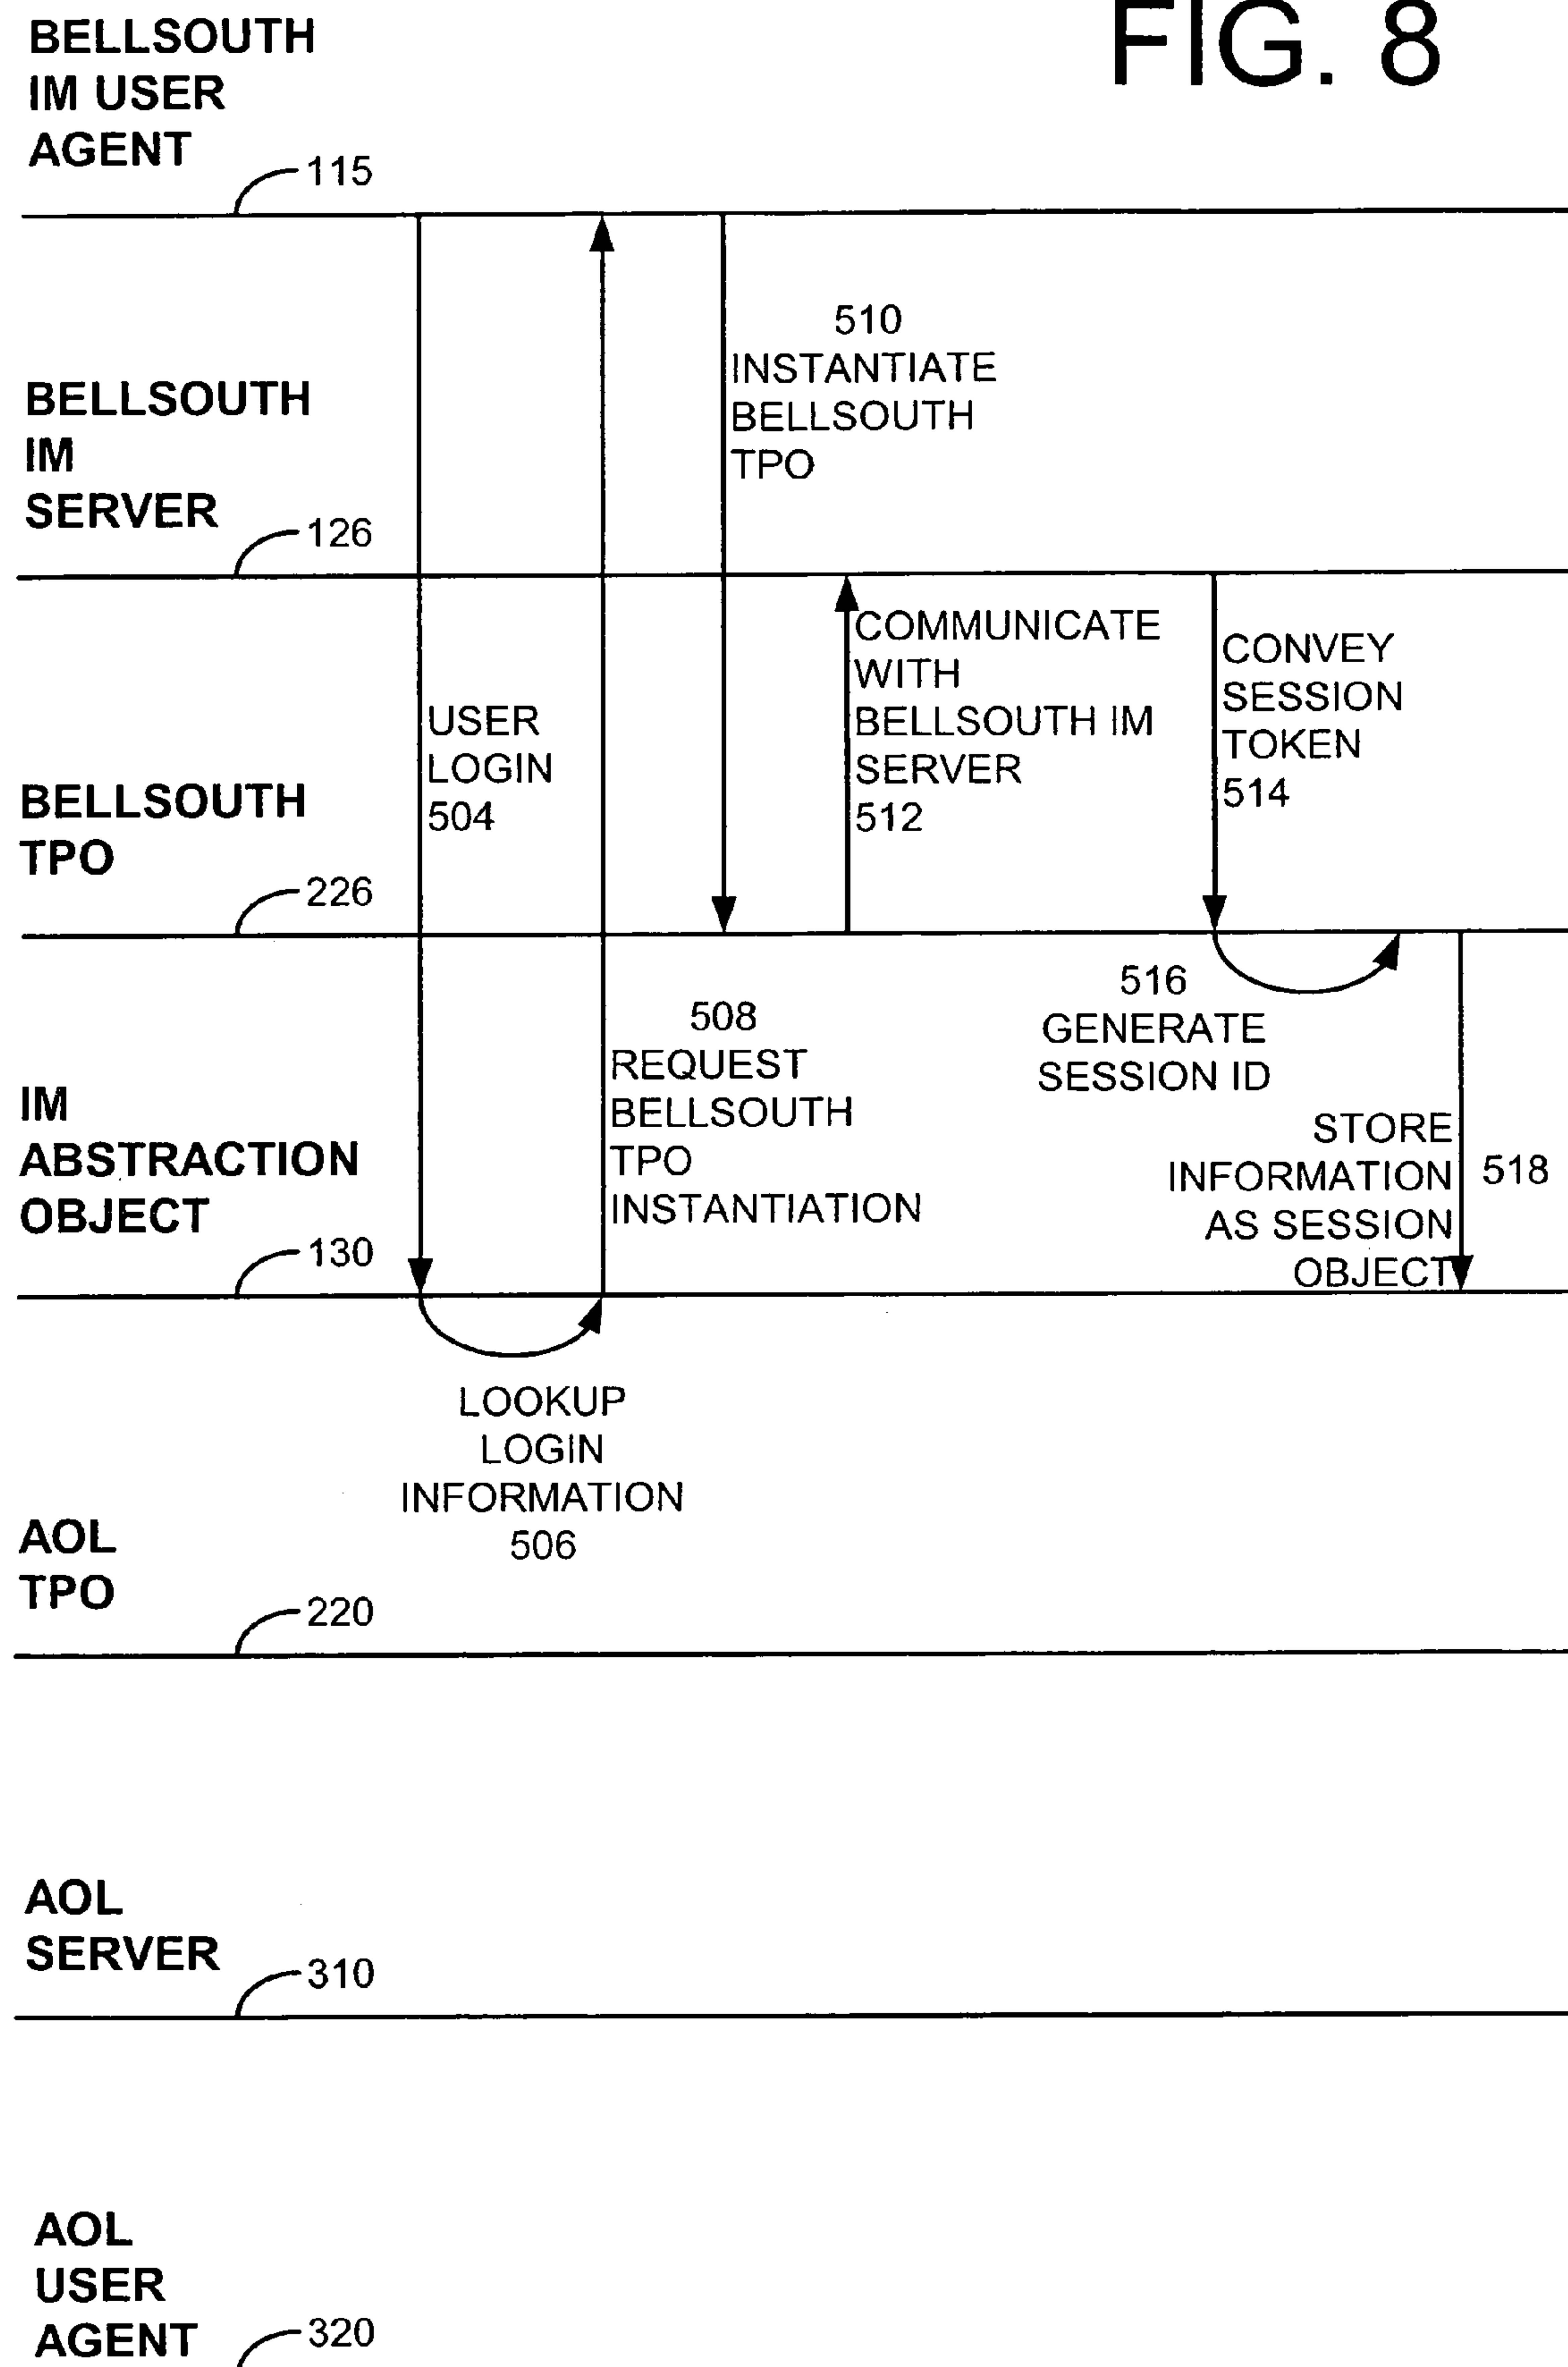 FIG. 8
BELLSOUTH
IM USER
AGENT
115
510
INSTANTIATE
BELLSOUTH
TPO
BELLSOUTH
IM
SERVER
126
COMMUNICATE
WITH
BELLSOUTH IM
SERVER
512
CONVEY
SESSION
TOKEN
514
USER
LOGIN
504
BELLSOUTH
TPO
226
508
REQUEST
BELLSOUTH
TPO
INSTANTIATION
516
GENERATE
SESSION ID
STORE
INFORMATION
AS SESSION
OBJECT
518
IM
ABSTRACTION
OBJECT
130
LOOKUP
LOGIN
INFORMATION
506
AOL
TPO
220
AOL
SERVER
310
AOL
USER
AGENT
320